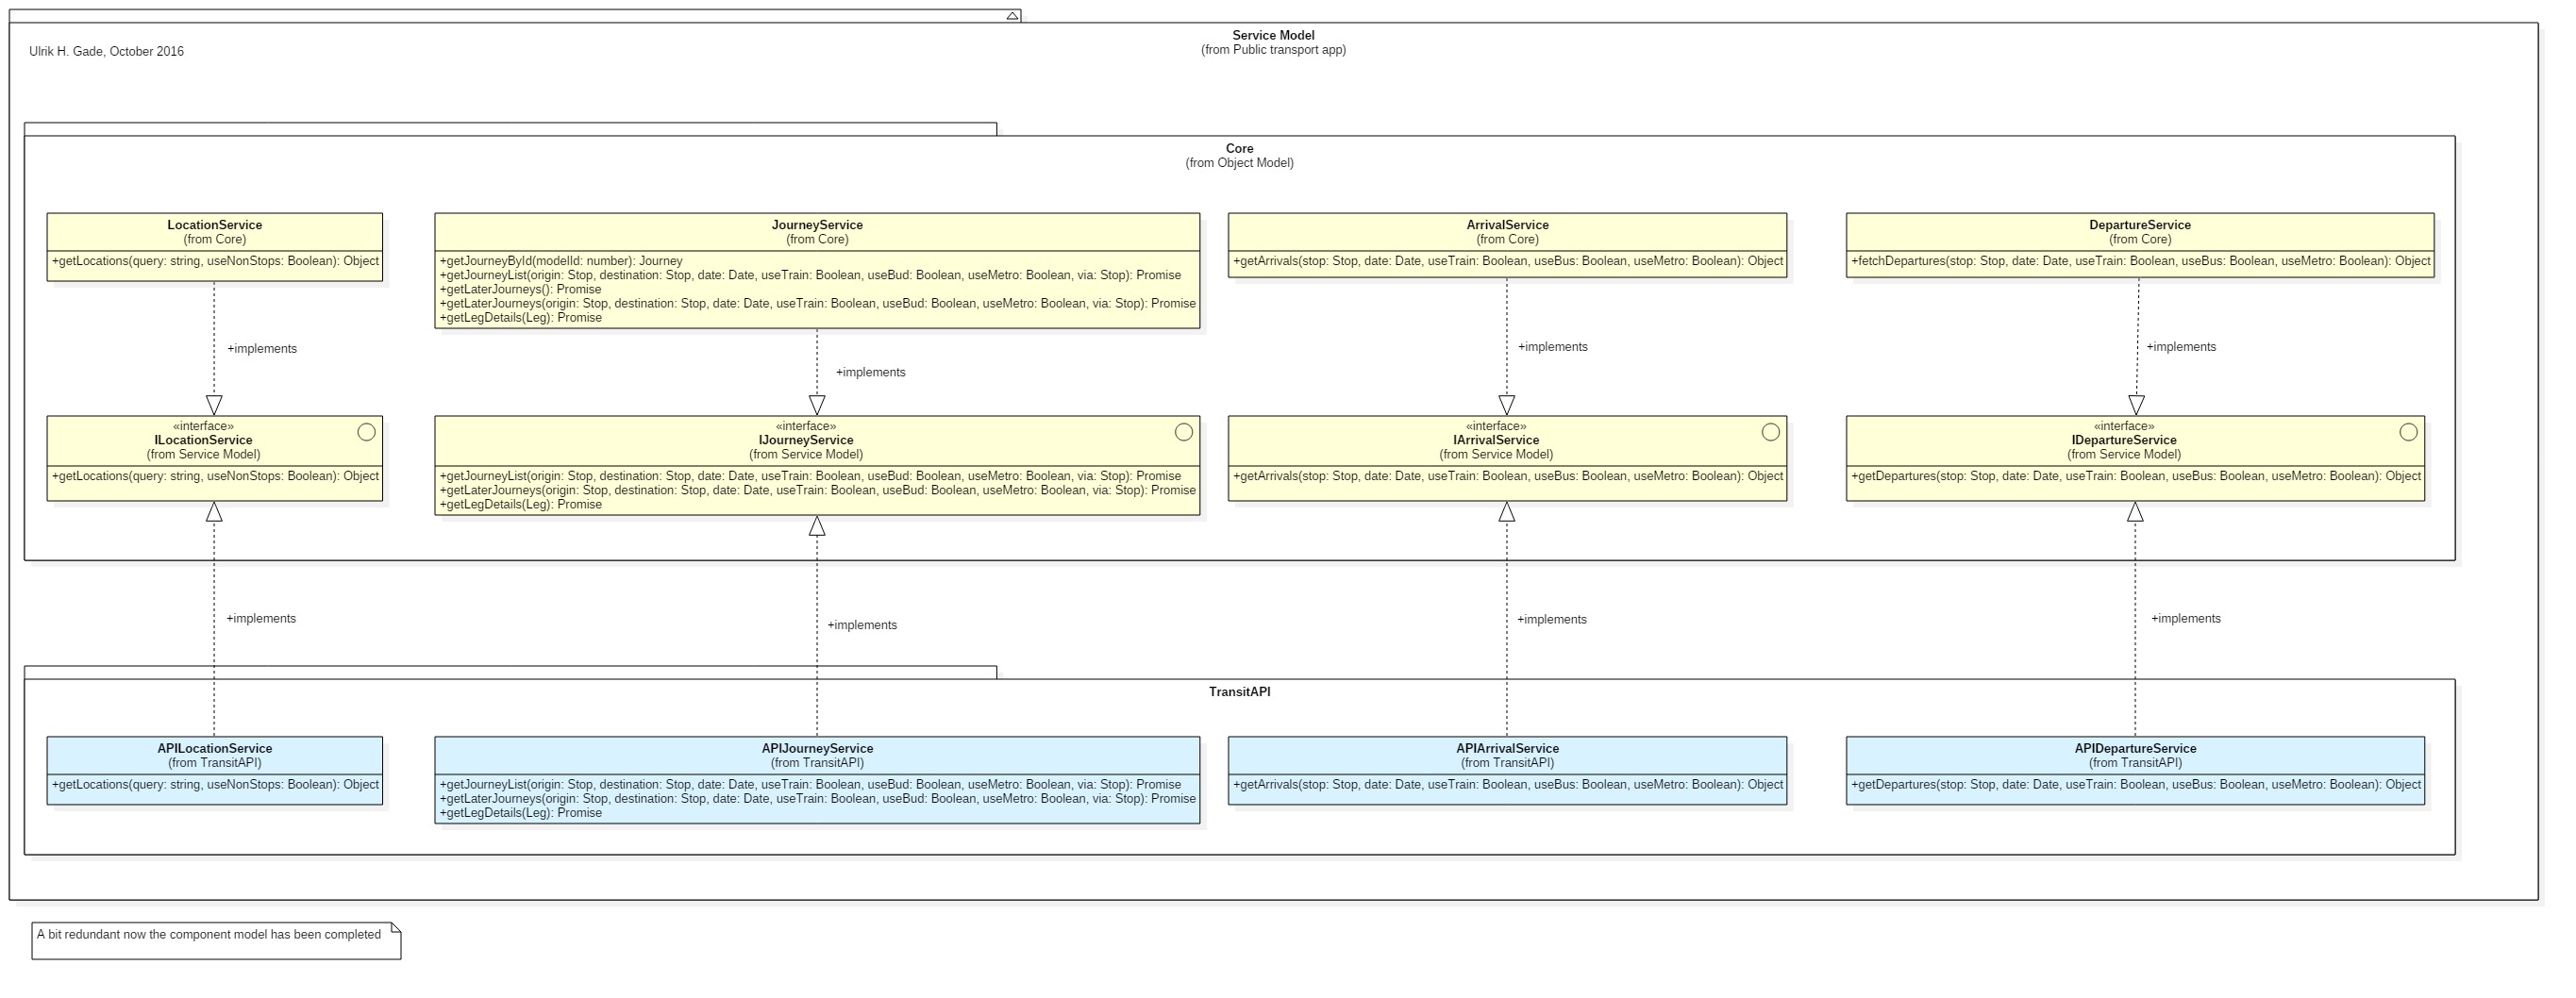 Ulrik H. Gade, October 2016
Service Model
(from Public transport app)
Core
(from Object Model)
LocationService
(from Core)
+getLocations(query: string, useNonStops: Boolean): Object
JourneyService
(from Core)
+getJourneyById(modelId: number): Journey
+getJourneyList(origin: Stop, destination: Stop, date: Date, useTrain: Boolean, useBud: Boolean, useMetro: Boolean, via: Stop): Promise
+getLaterJourneys(): Promise
+getLaterJourneys(origin: Stop, destination: Stop, date: Date, useTrain: Boolean, useBud: Boolean, useMetro: Boolean, via: Stop): Promise
+getLegDetails(Leg): Promise
ArrivalService
(from Core)
+getArrivals(stop: Stop, date: Date, useTrain: Boolean, useBus: Boolean, useMetro: Boolean): Object
DepartureService
(from Core)
+fetchDepartures(stop: Stop, date: Date, useTrain: Boolean, useBus: Boolean, useMetro: Boolean): Object
+implements
+implements
+implements
+implements
«interface»
ILocationService
(from Service Model)
+getLocations(query: string, useNonStops: Boolean): Object
«interface»
IJourneyService
(from Service Model)
+getJourneyList(origin: Stop, destination: Stop, date: Date, useTrain: Boolean, useBud: Boolean, useMetro: Boolean, via: Stop): Promise
+getLaterJourneys(origin: Stop, destination: Stop, date: Date, useTrain: Boolean, useBud: Boolean, useMetro: Boolean, via: Stop): Promise
+getLegDetails(Leg): Promise
«interface»
IArrivalService
(from Service Model)
+getArrivals(stop: Stop, date: Date, useTrain: Boolean, useBus: Boolean, useMetro: Boolean): Object
«interface»
IDepartureService
(from Service Model)
+getDepartures(stop: Stop, date: Date, useTrain: Boolean, useBus: Boolean, useMetro: Boolean): Object
+implements
+implements
+implements
+implements
TransitAPI
APILocationService
(from TransitAPI)
+getLocations(query: string, useNonStops: Boolean): Object
APIJourneyService
(from TransitAPI)
+getJourneyList(origin: Stop, destination: Stop, date: Date, useTrain: Boolean, useBud: Boolean, useMetro: Boolean, via: Stop): Promise
+getLaterJourneys(origin: Stop, destination: Stop, date: Date, useTrain: Boolean, useBud: Boolean, useMetro: Boolean, via: Stop): Promise
+getLegDetails(Leg): Promise
APIArrivalService
(from TransitAPI)
+getArrivals(stop: Stop, date: Date, useTrain: Boolean, useBus: Boolean, useMetro: Boolean): Object
APIDepartureService
(from TransitAPI)
+getDepartures(stop: Stop, date: Date, useTrain: Boolean, useBus: Boolean, useMetro: Boolean): Object
A bit redundant now the component model has been completed